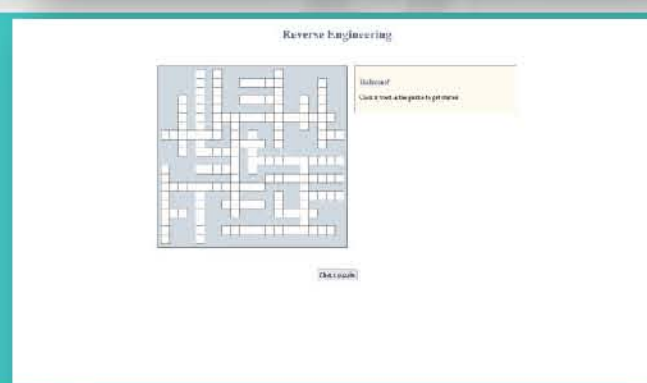 Reverse Engineering
Welcome!
Click a word in the puzzle to get started.
Check puzzle